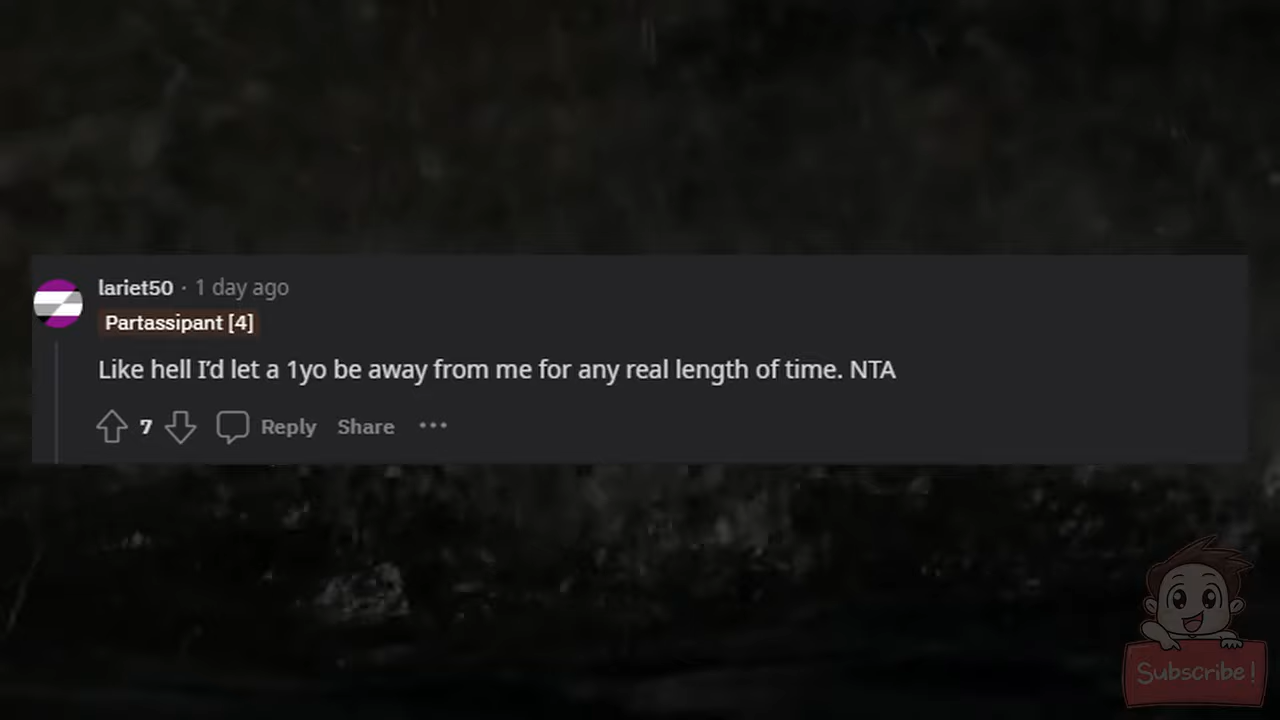 lariet50 · 1 day ago
Partassipant [4]
Like hell I'd let a 1yo be away from me for any real length of time. NTA
7 Reply Share ···
Subscribe!